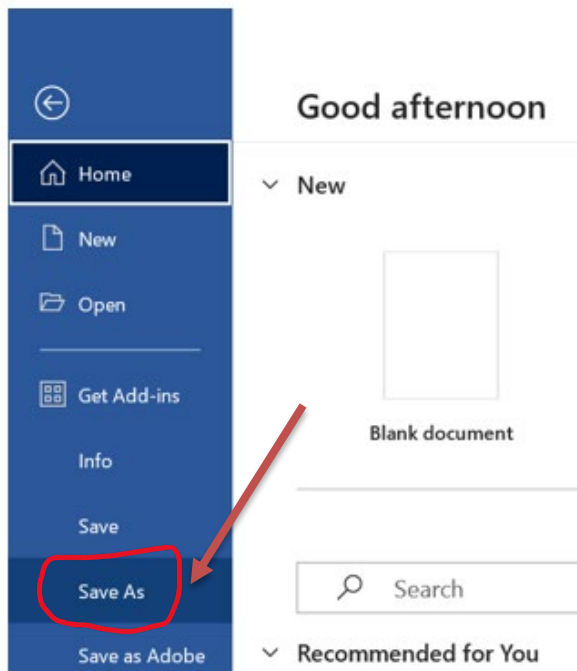 Good afternoon
Home
New
New
Open
Get Add-ins
Blank document
Info
Save
Save As
Search
Save as Adobe
Recommended for You